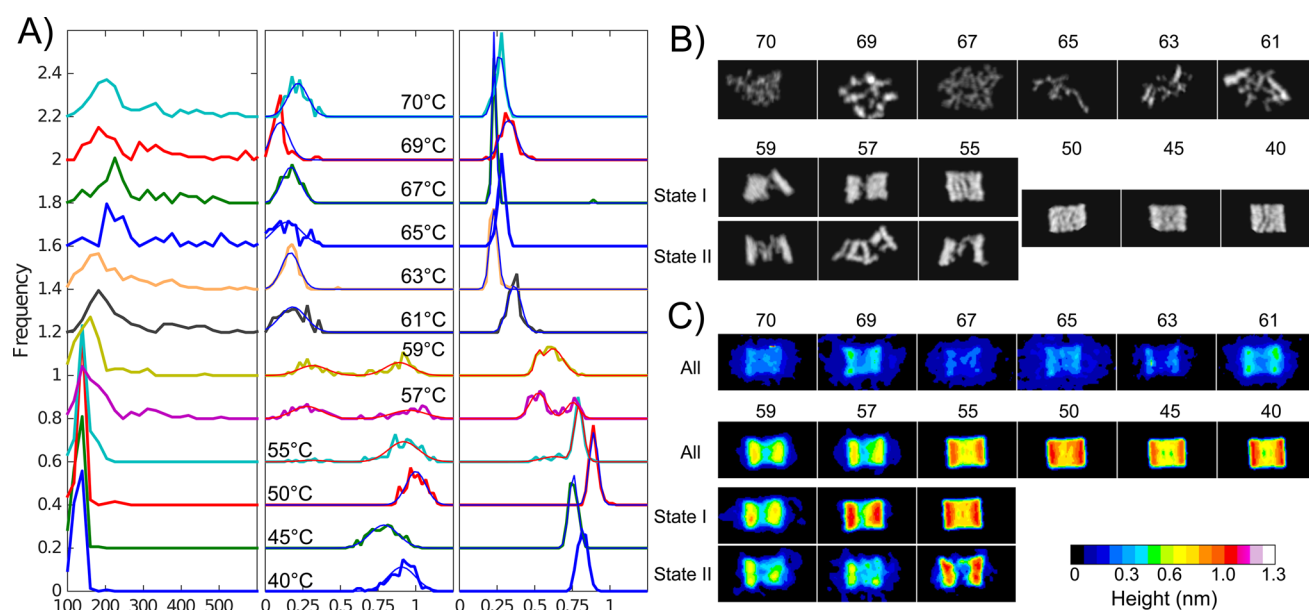 A)
Frequency
2.4
2.2
2
1.8
1.6
1.4
1.2
1
0.8
0.6
0.4
0.2
0
70°C
69°C
67°C
65°C
63°C
61°C
59°C
57°C
55°C
50°C
45°C
40°C
100 200 300 400 500
0 0.25 0.5 0.75 1
0 0.25 0.5 0.75 1
B)
70 69 67 65 63 61
59 57 55 50 45 40
State I
State II
C)
70 69 67 65 63 61
All
59 57 55 50 45 40
All
State I
State II
0 0.3 0.6 1.0 1.3
Height (nm)